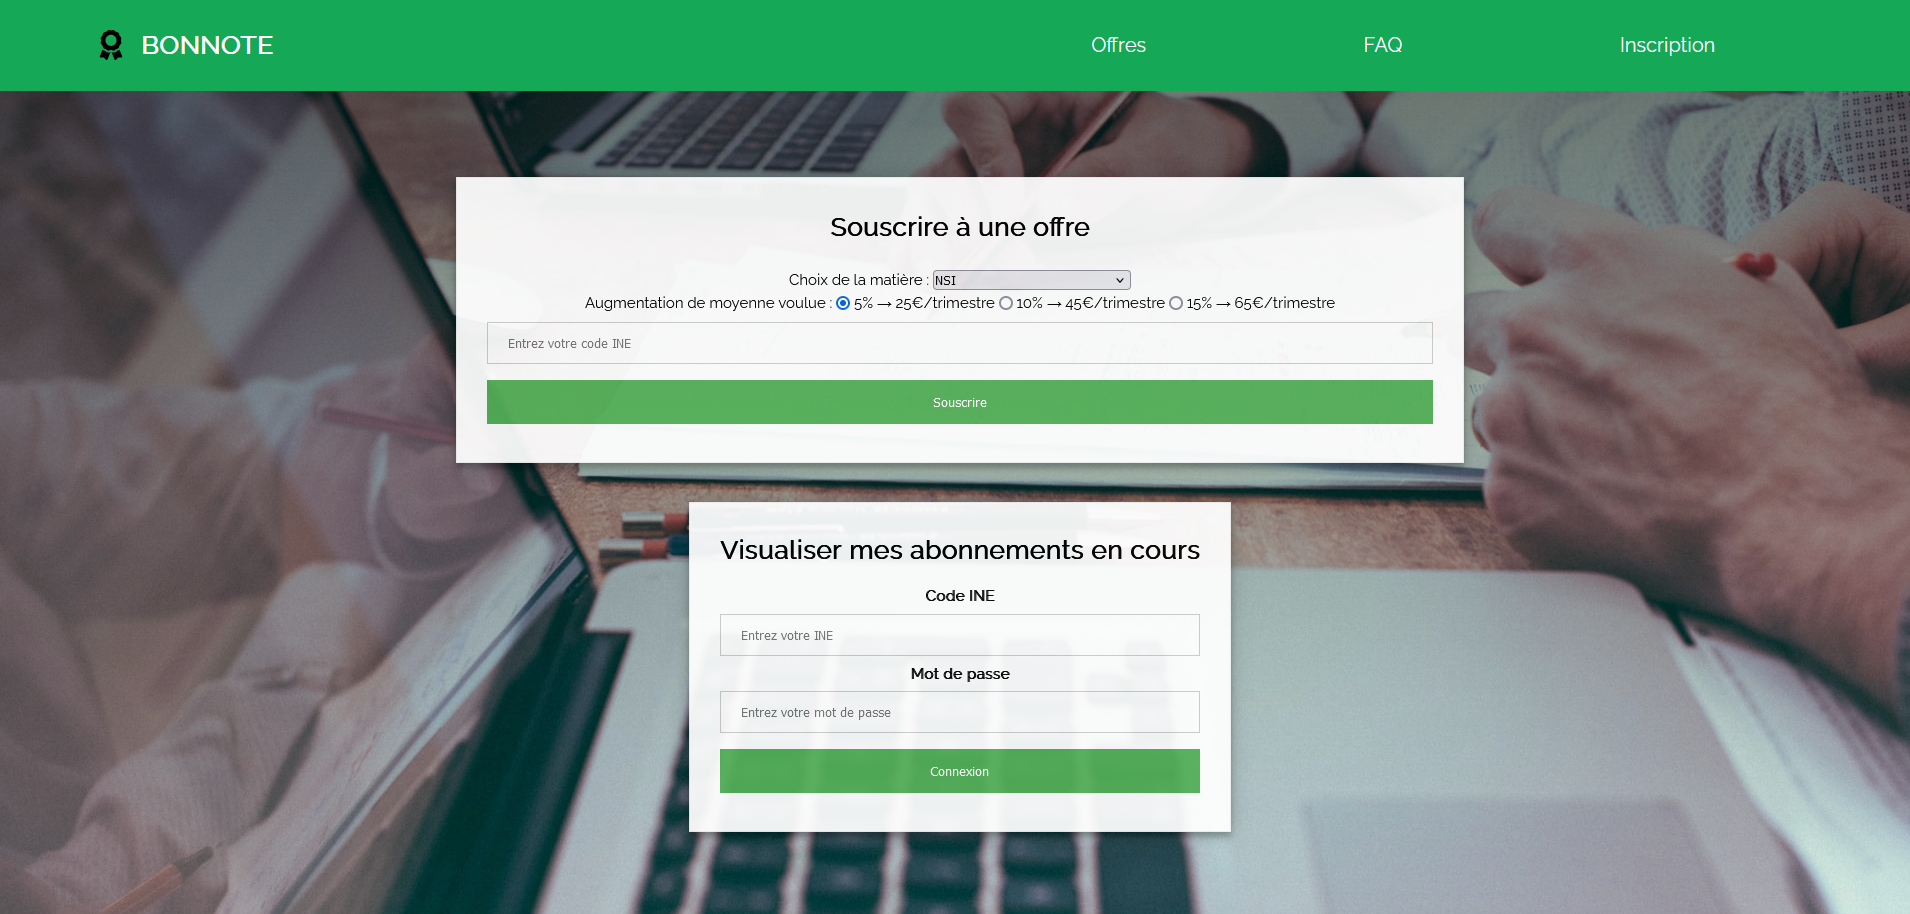 BONNOTE
Offres
FAQ
Inscription
Souscrire à une offre
Choix de la matière : NSI
Augmentation de moyenne voulue : 5% → 25€/trimestre 10% → 45€/trimestre 15% → 65€/trimestre
Entrez votre code INE
Souscrire
Visualiser mes abonnements en cours
Code INE
Entrez votre INE
Mot de passe
Entrez votre mot de passe
Connexion